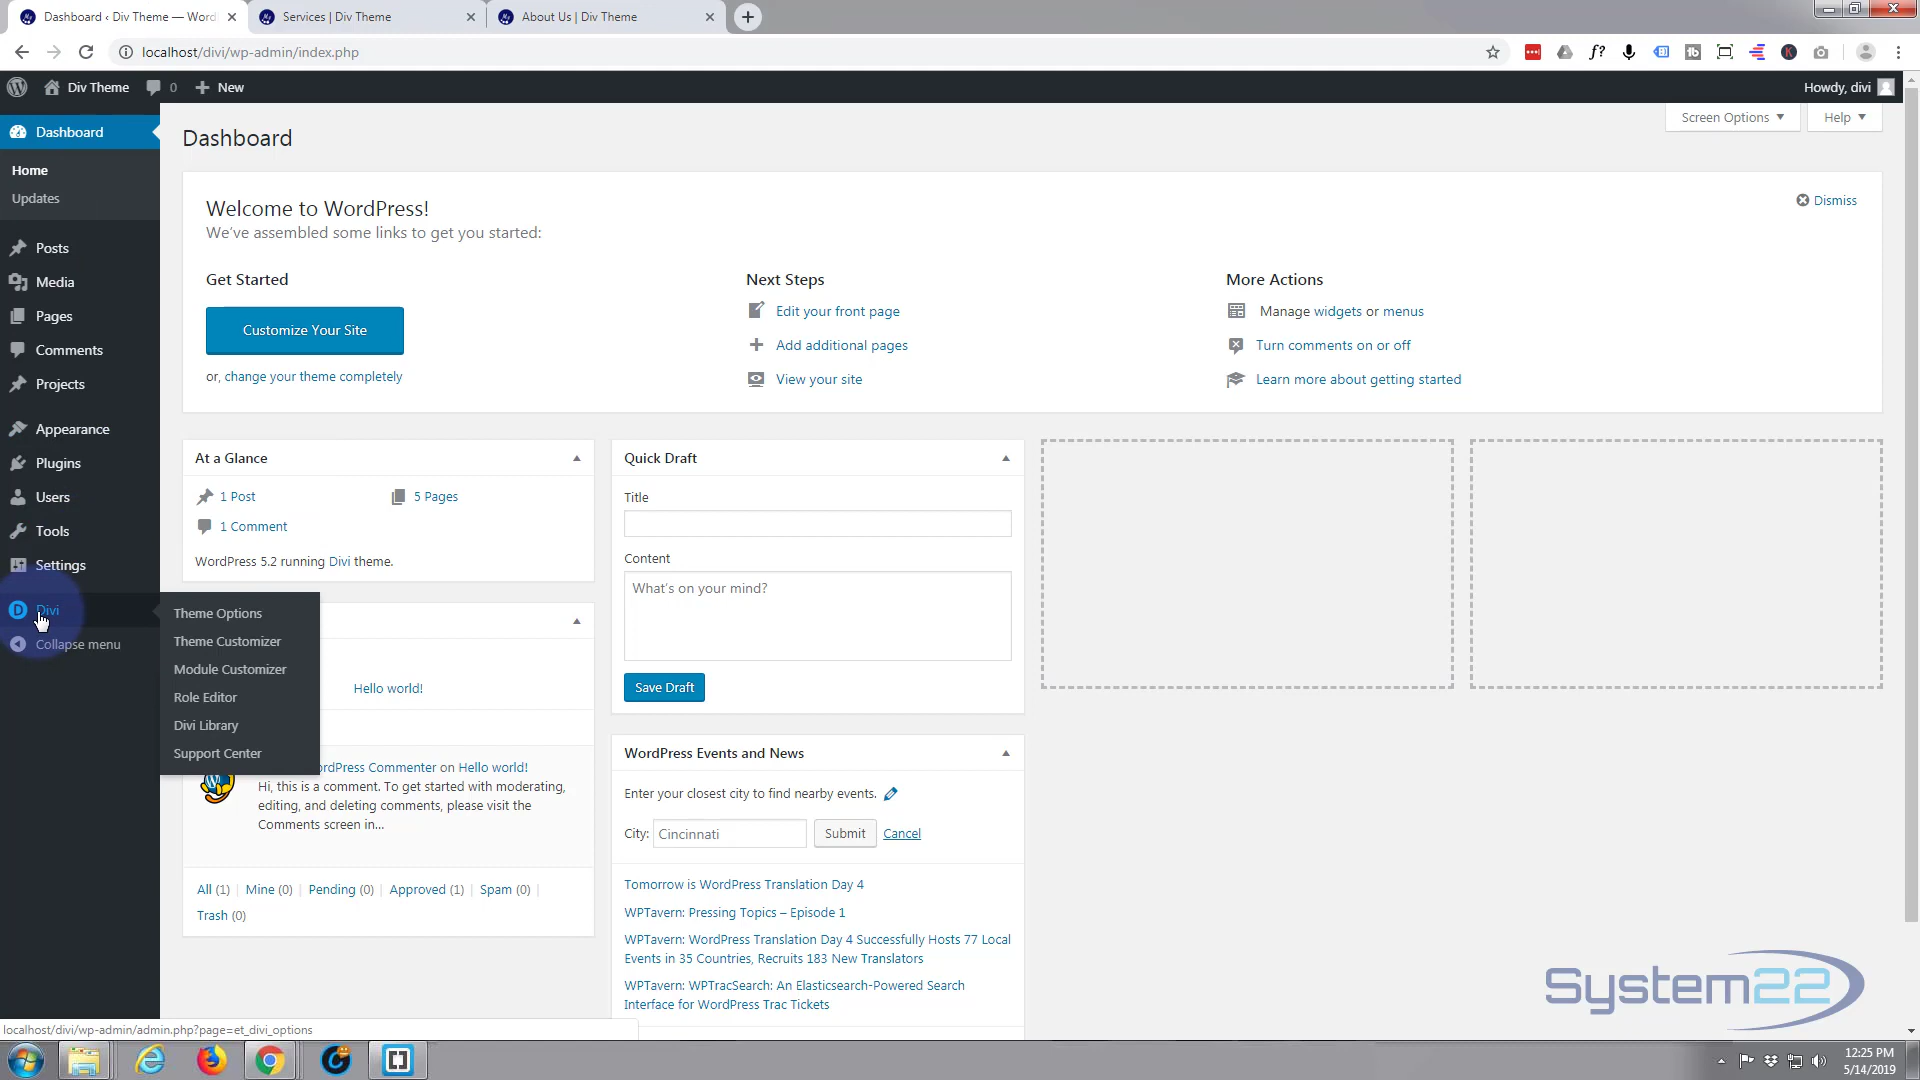 Dashboard ‹ Div Theme — Word
Services | Div Theme
About Us | Div Theme
localhost/divi/wp-admin/index.php
Div Theme
0
New
Howdy, divi
Dashboard
Home
Updates
Posts
Media
Pages
Comments
Projects
Appearance
Plugins
Users
Tools
Settings
Divi
Collapse menu
Theme Options
Theme Customizer
Module Customizer
Role Editor
Divi Library
Support Center
Dashboard
Screen Options
Help
Welcome to WordPress!
Dismiss
We've assembled some links to get you started:
Get Started
Customize Your Site
or, change your theme completely
Next Steps
Edit your front page
Add additional pages
View your site
More Actions
Manage widgets or menus
Turn comments on or off
Learn more about getting started
At a Glance
1 Post
5 Pages
1 Comment
WordPress 5.2 running Divi theme.
Hello world!
WordPress Commenter on Hello world!
Hi, this is a comment. To get started with moderating,
editing, and deleting comments, please visit the
Comments screen in...
All (1) | Mine (0) | Pending (0) | Approved (1) | Spam (0) |
Trash (0)
Quick Draft
Title
Content
What's on your mind?
Save Draft
WordPress Events and News
Enter your closest city to find nearby events.
City: Cincinnati Submit Cancel
Tomorrow is WordPress Translation Day 4
WPTavern: Pressing Topics – Episode 1
WPTavern: WordPress Translation Day 4 Successfully Hosts 77 Local
Events in 35 Countries, Recruits 183 New Translators
WPTavern: WPTracSearch: An Elasticsearch-Powered Search
Interface for WordPress Trac Tickets
System22
localhost/divi/wp-admin/admin.php?page=et_divi_options
12:25 PM
5/14/2019